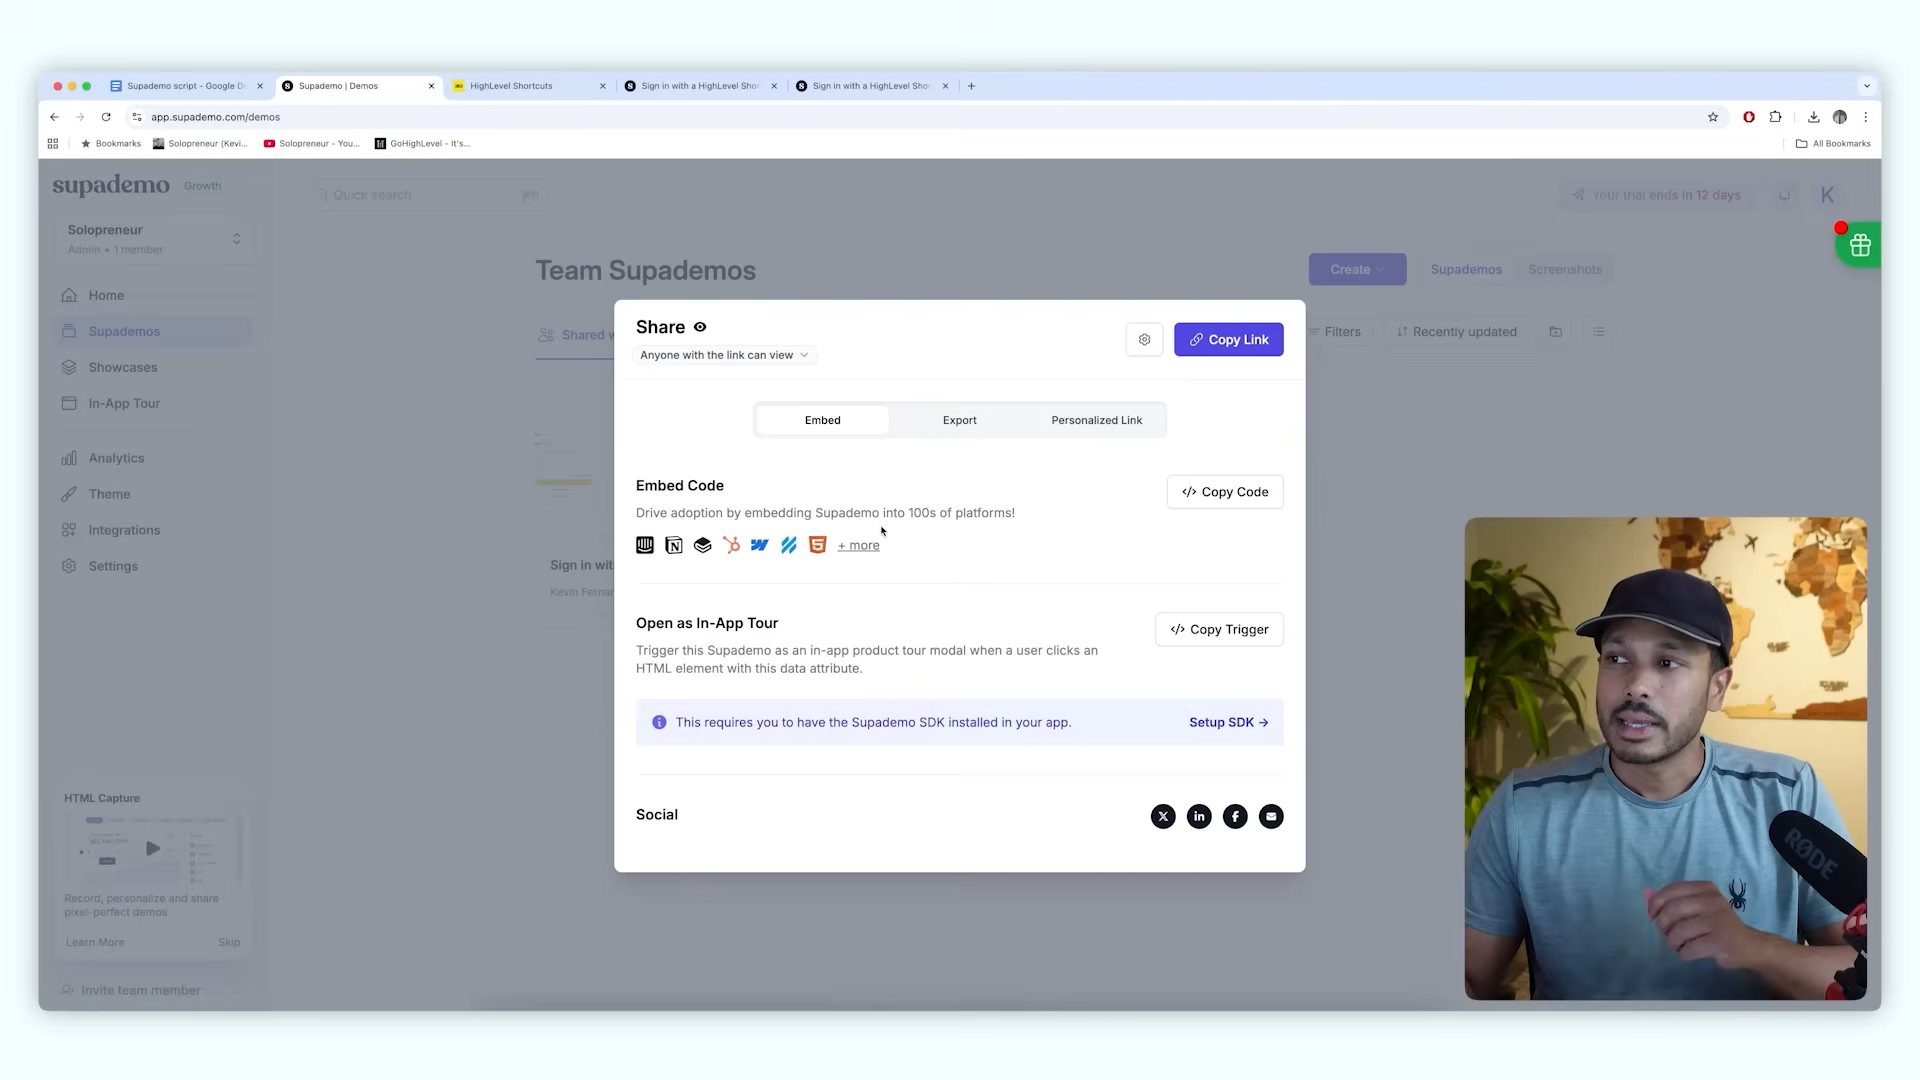 Supademo script - Google Do
Supademo | Demos
HighLevel Shortcuts
Sign in with a HighLevel Shor
Sign in with a HighLevel Shor
app.supademo.com/demos
Bookmarks
Solopreneur (Kevi...
Solopreneur - You...
GoHighLevel - It's...
All Bookmarks
supademo
Growth
Quick search
Your trial ends in 12 days
K
Solopreneur
Admin • 1 member
Home
Supademos
Showcases
In-App Tour
Analytics
Theme
Integrations
Settings
Team Supademos
Create
Supademos
Screenshots
Shared w
Filters
Recently updated
Sign in wit
Kevin Fernan
Share
Anyone with the link can view
Copy Link
Embed
Export
Personalized Link
Embed Code
Copy Code
Drive adoption by embedding Supademo into 100s of platforms!
+ more
Open as In-App Tour
Copy Trigger
Trigger this Supademo as an in-app product tour modal when a user clicks an
HTML element with this data attribute.
This requires you to have the Supademo SDK installed in your app.
Setup SDK →
Social
HTML Capture
Record, personalize and share
pixel-perfect demos
Learn More
Skip
Invite team member
RØDE